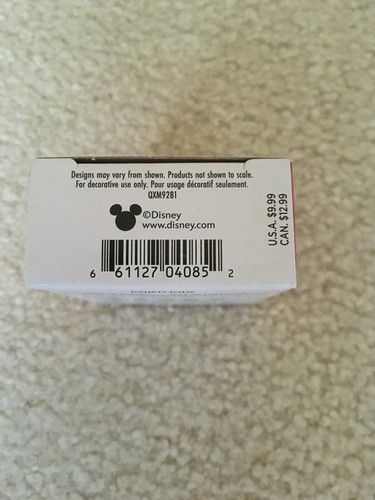 Designs may vary from shown. Products not shown to scale.
For decorative use only. Pour usage décoratif seulement.
QXM9281
©Disney
www.disney.com
6 61127 04085 2
U.S.A. $9.99
CAN. $12.99